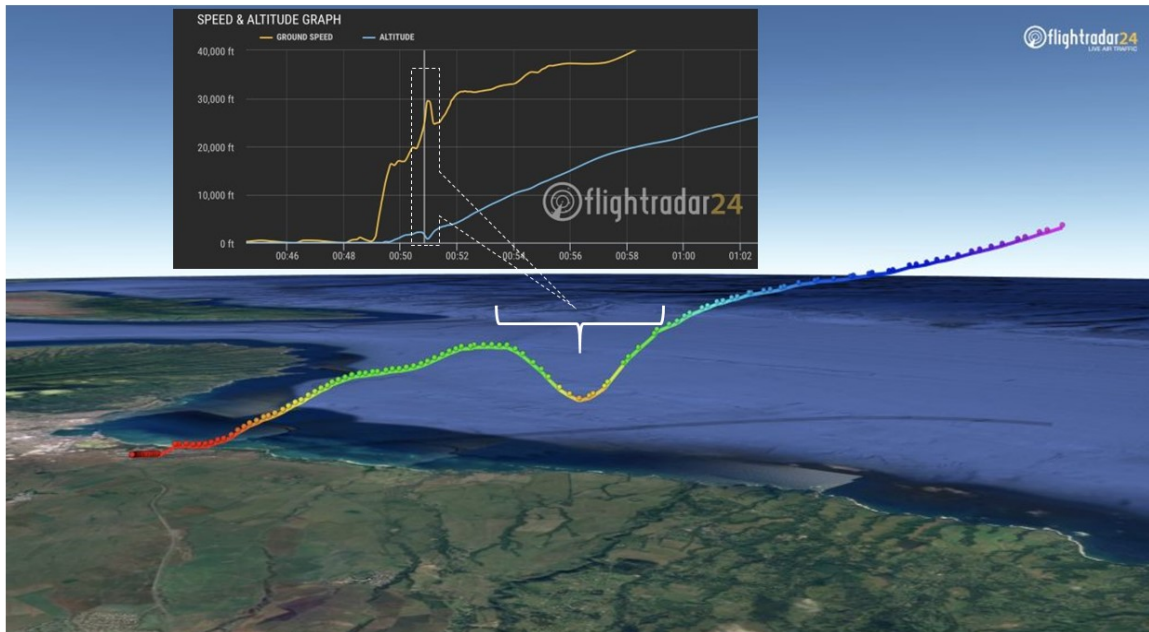 SPEED & ALTITUDE GRAPH
GROUND SPEED ALTITUDE
40,000 ft
30,000 ft
20,000 ft
10,000 ft
0 ft
00:46 00:48 00:50 00:52 00:54 00:56 00:58 01:00 01:02
flightradar24
flightradar24
LIVE AIR TRAFFIC